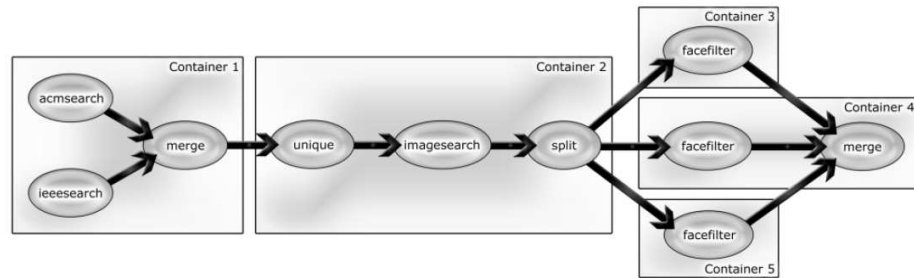 Container 1
acmsearch
ieeesearch
merge
Container 2
unique
imagesearch
split
Container 3
facefilter
Container 4
facefilter
merge
facefilter
Container 5